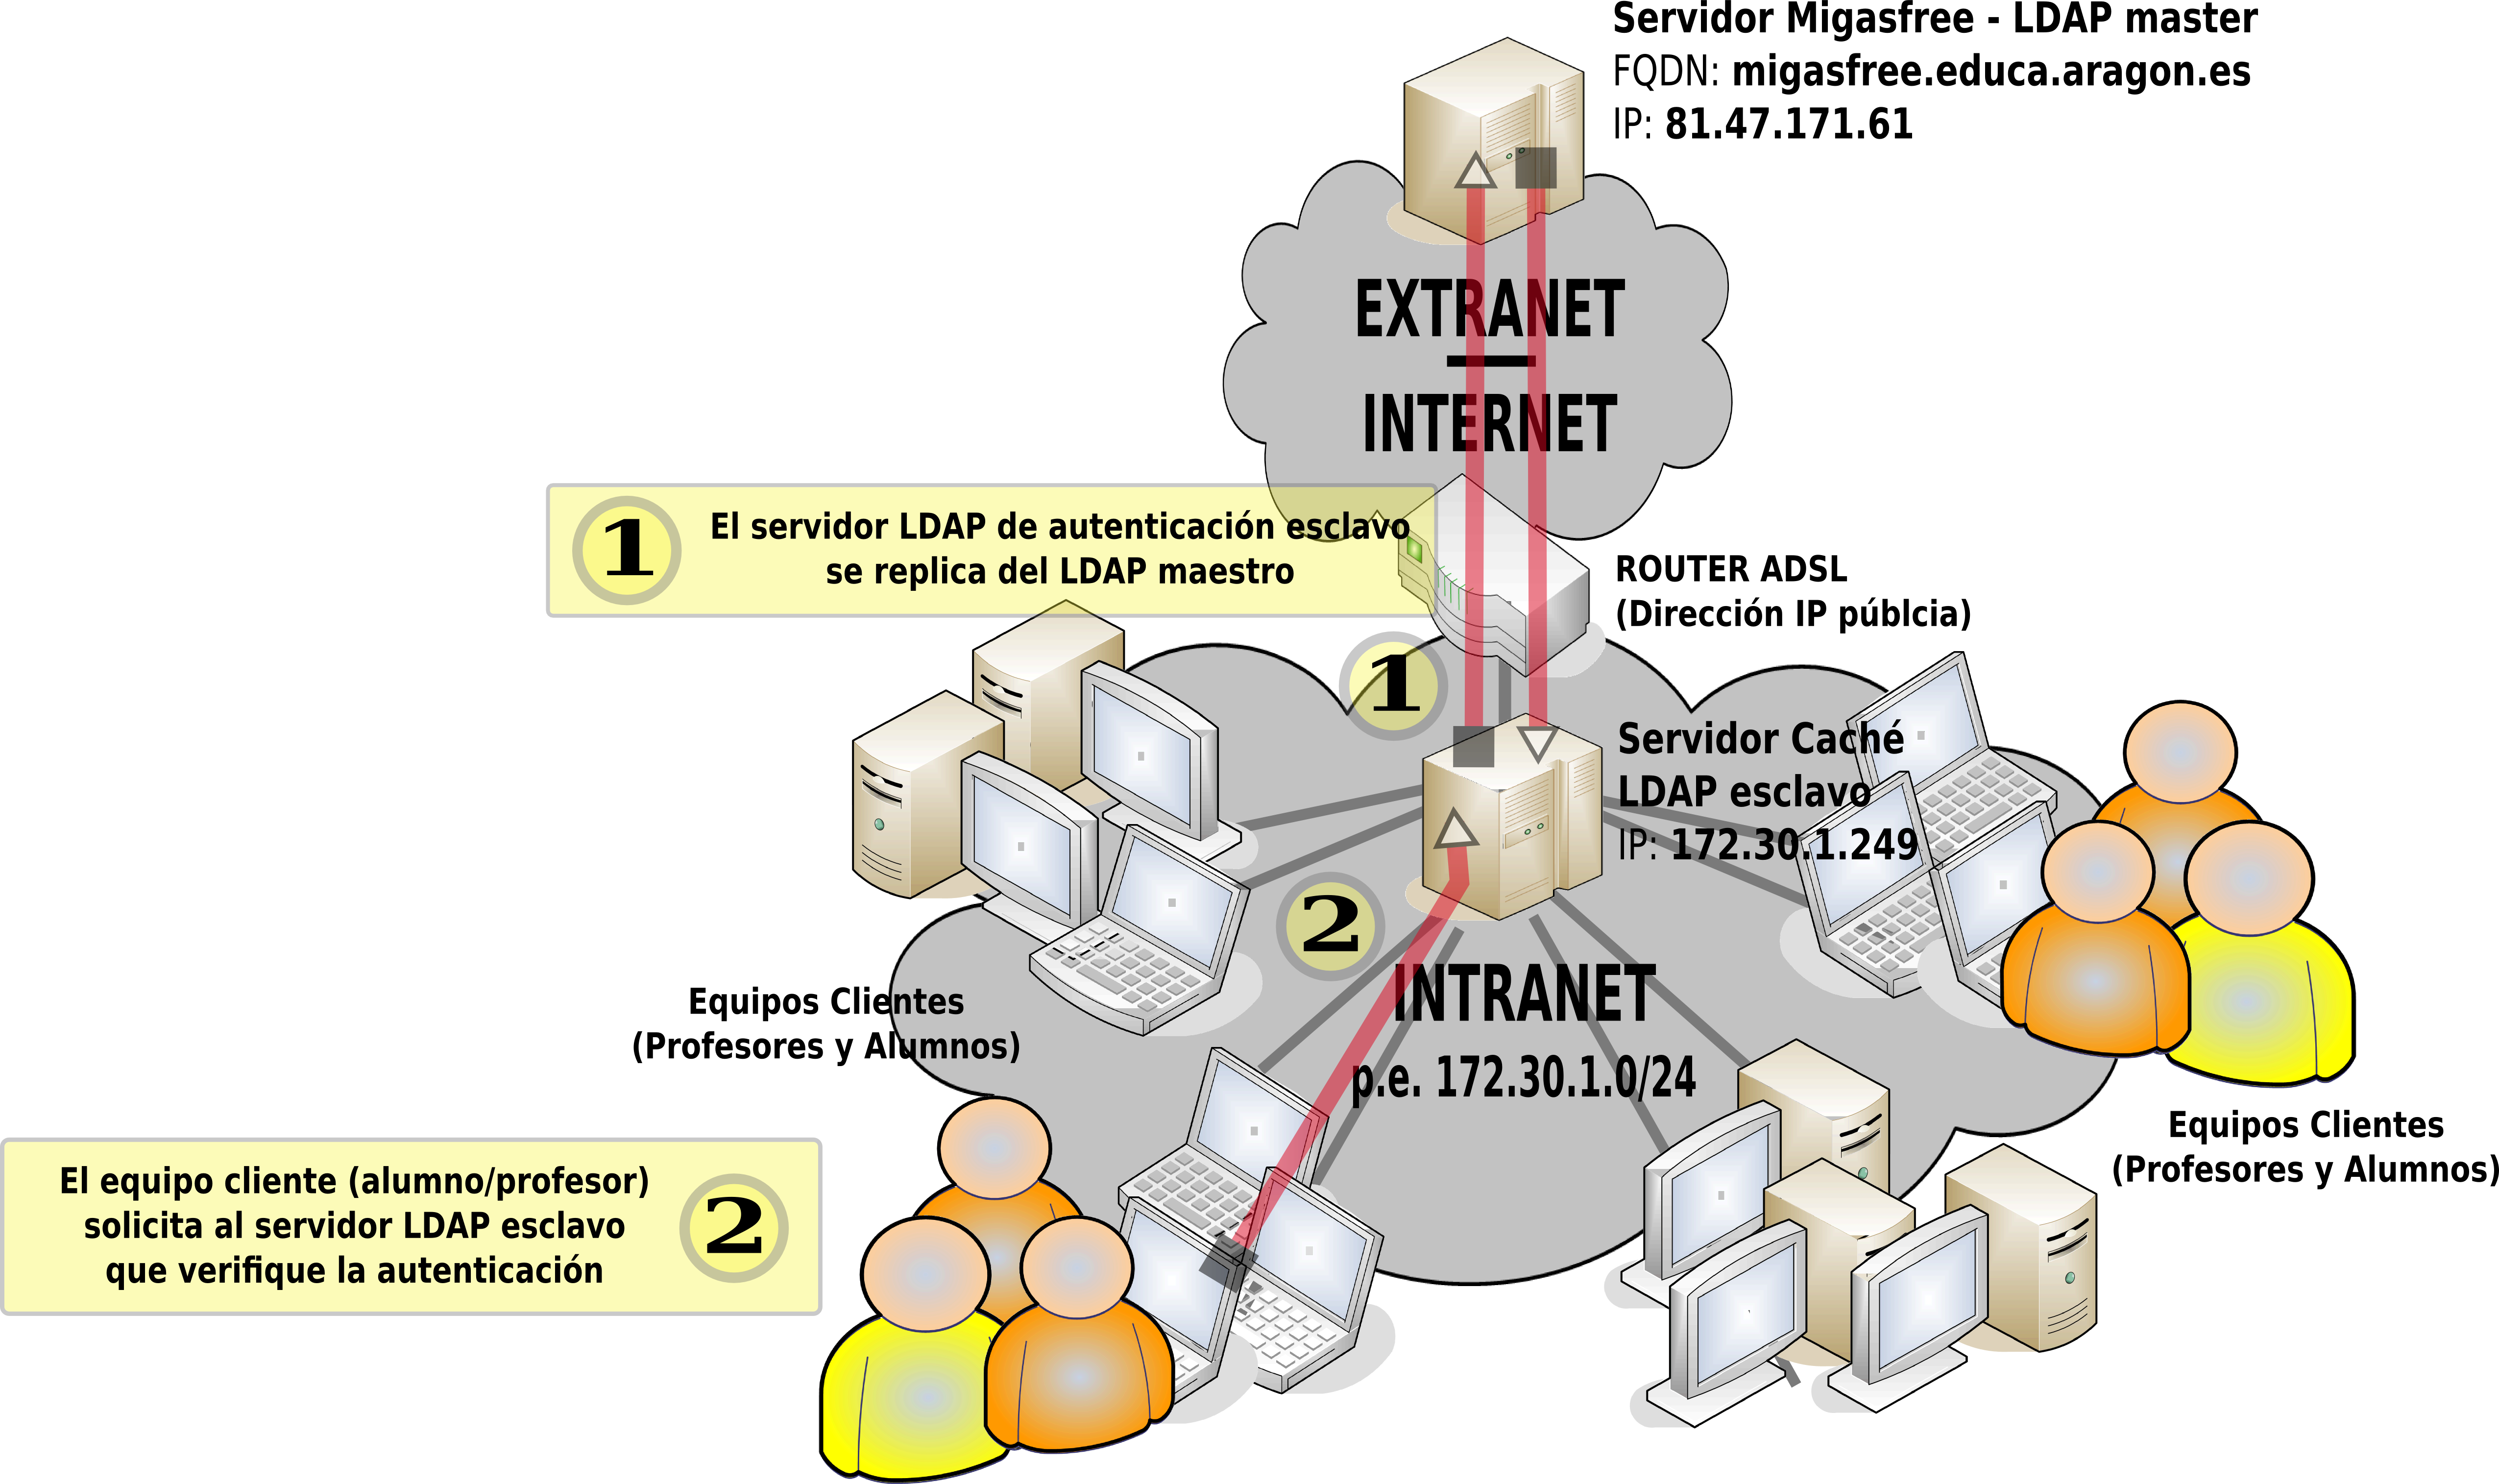 Servidor Migasfree - LDAP master
FQDN: migasfree.educa.aragon.es
IP: 81.47.171.61
EXTRANET
INTERNET
1
El servidor LDAP de autenticación esclavo
se replica del LDAP maestro
ROUTER ADSL
(Dirección IP públcia)
1
Servidor Caché
LDAP esclavo
IP: 172.30.1.249
2
INTRANET
p.e. 172.30.1.0/24
Equipos Clientes
(Profesores y Alumnos)
Equipos Clientes
(Profesores y Alumnos)
El equipo cliente (alumno/profesor)
solicita al servidor LDAP esclavo
que verifique la autenticación
2